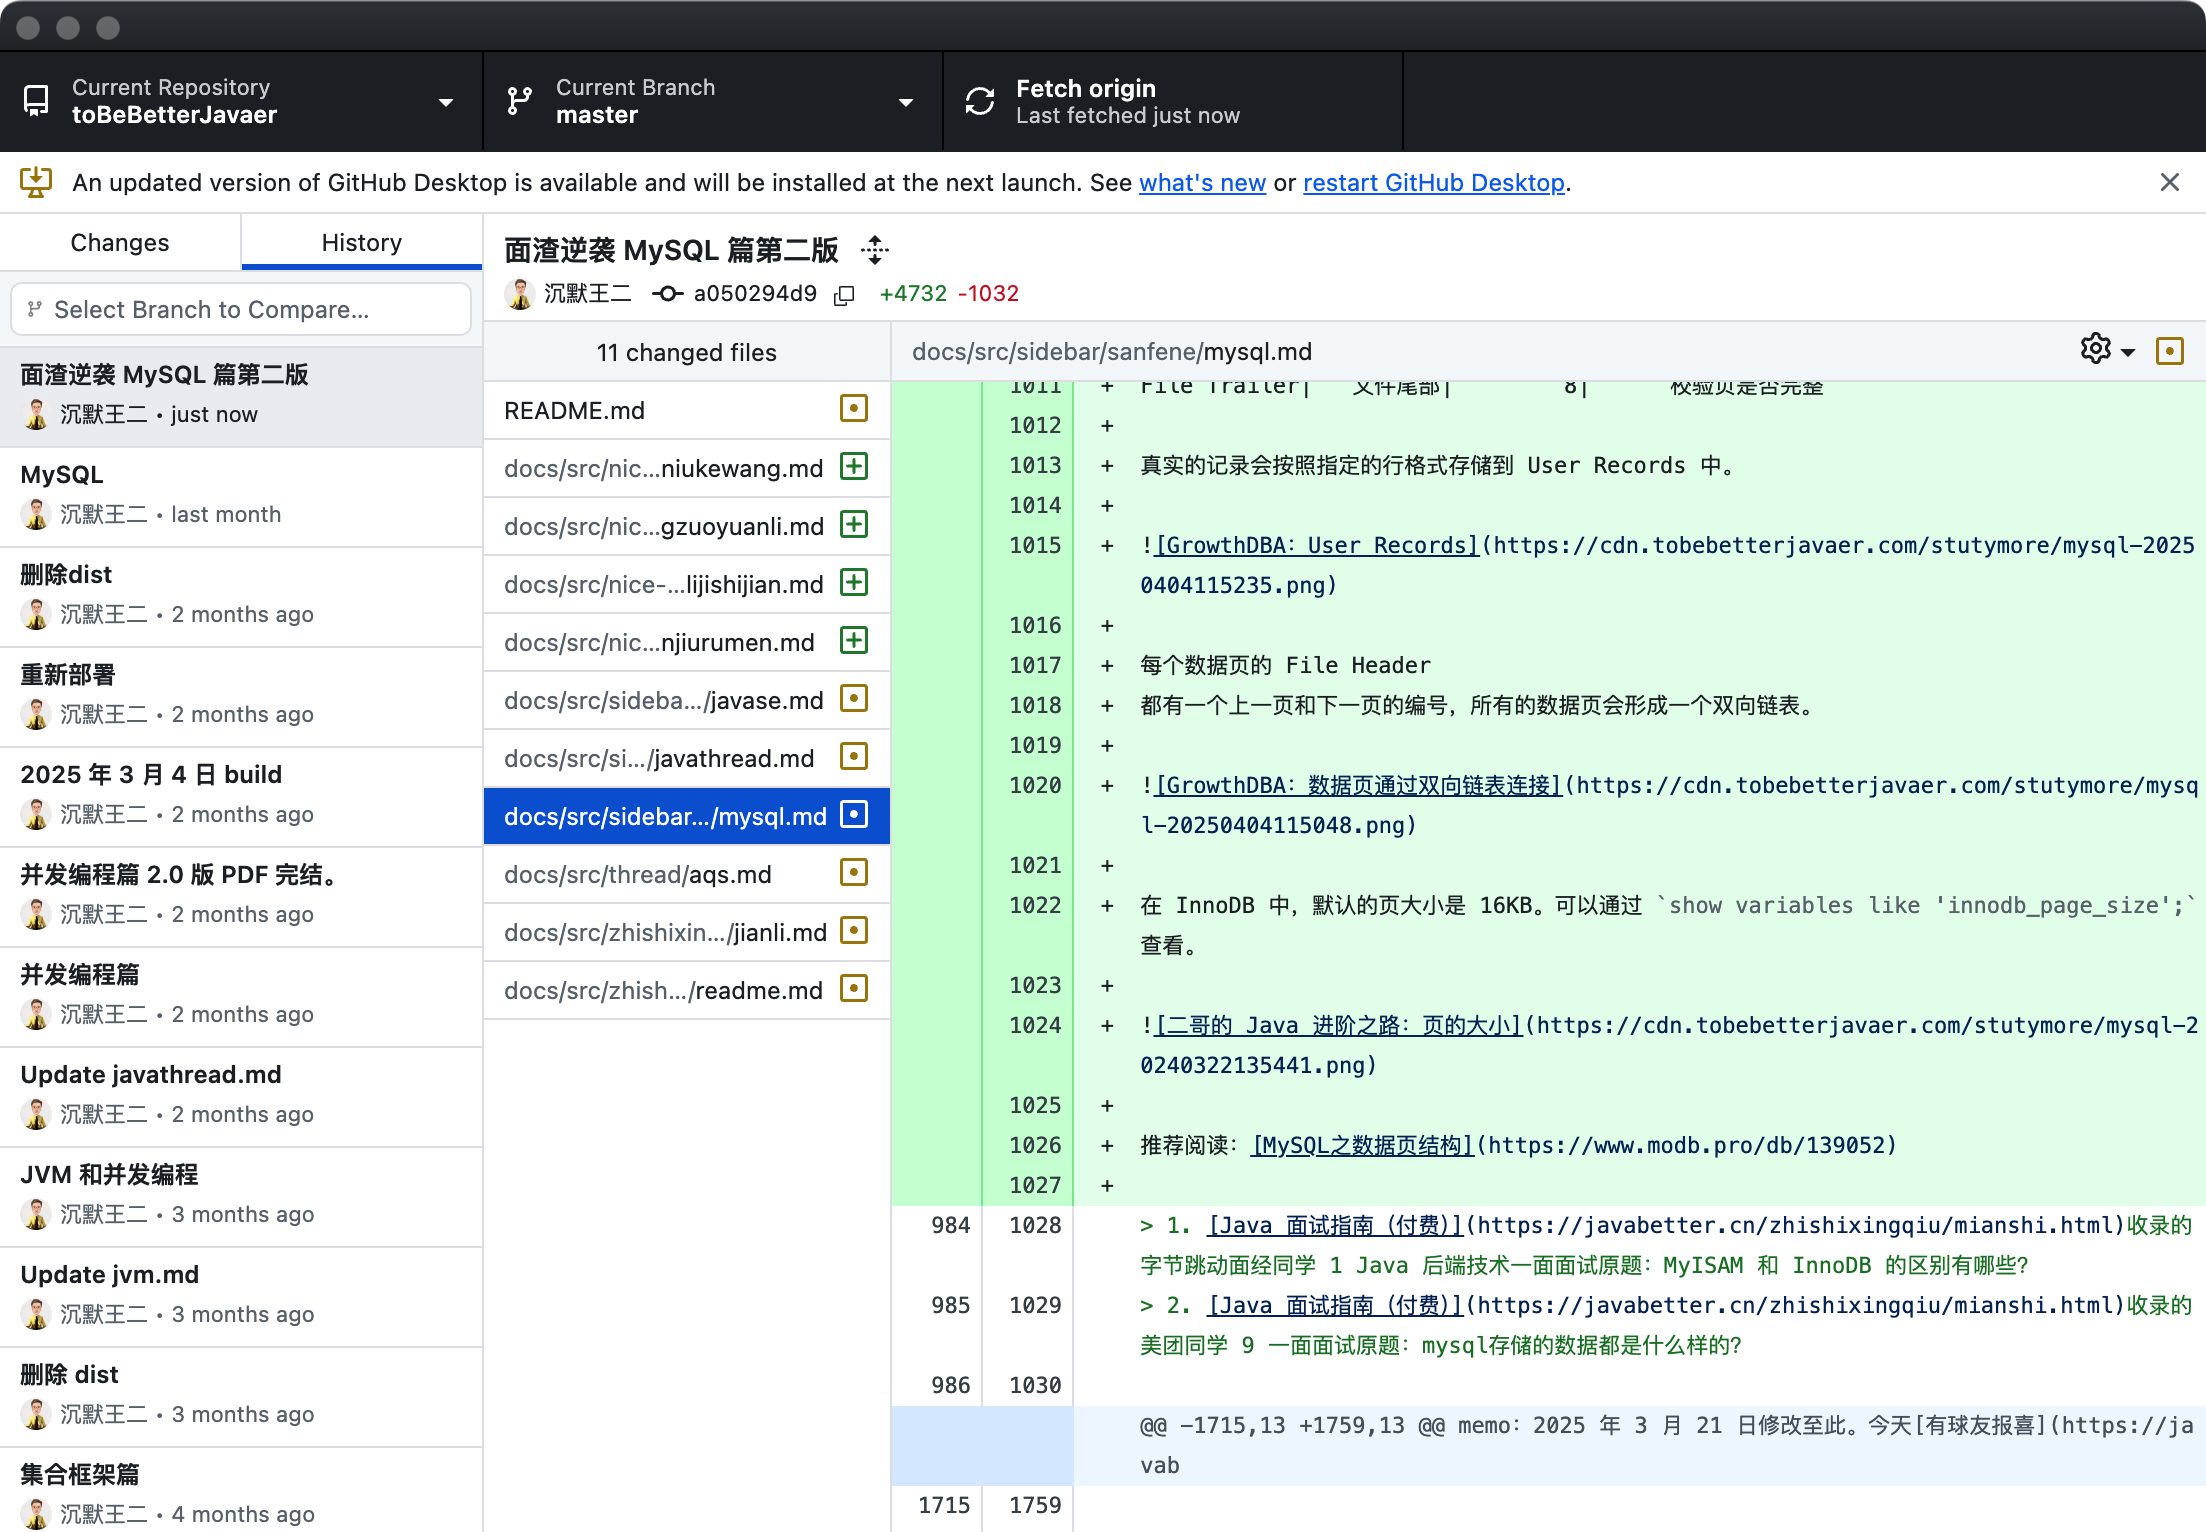 Current Repository
toBeBetterJavaer
Current Branch
master
Fetch origin
Last fetched just now
An updated version of GitHub Desktop is available and will be installed at the next launch. See what's new or restart GitHub Desktop.
Changes
History
Select Branch to Compare...
面渣逆袭 MySQL 篇第二版
沉默王二 • just now
MySQL
沉默王二 • last month
删除dist
沉默王二 • 2 months ago
重新部署
沉默王二 • 2 months ago
2025 年 3 月 4 日 build
沉默王二 • 2 months ago
并发编程篇 2.0 版 PDF 完结。
沉默王二 • 2 months ago
并发编程篇
沉默王二 • 2 months ago
Update javathread.md
沉默王二 • 2 months ago
JVM 和并发编程
沉默王二 • 3 months ago
Update jvm.md
沉默王二 • 3 months ago
删除 dist
沉默王二 • 3 months ago
集合框架篇
沉默王二 • 4 months ago
面渣逆袭 MySQL 篇第二版
沉默王二 a050294d9 +4732 -1032
11 changed files
README.md
docs/src/nic...niukewang.md
docs/src/nic...gzuoyuanli.md
docs/src/nice-...lijishijian.md
docs/src/nic...njiurumen.md
docs/src/sideba.../javase.md
docs/src/si.../javathread.md
docs/src/sidebar.../mysql.md
docs/src/thread/aqs.md
docs/src/zhishixin.../jianli.md
docs/src/zhish.../readme.md
docs/src/sidebar/sanfene/mysql.md
1011 + File Trailer| 文件尾部| 8| 校验页是否完整
1012 +
1013 + 真实的记录会按照指定的行格式存储到 User Records 中。
1014 +
1015 + ![GrowthDBA：User Records](https://cdn.tobebetterjavaer.com/stutymore/mysql-2025
0404115235.png)
1016 +
1017 + 每个数据页的 File Header
1018 + 都有一个上一页和下一页的编号，所有的数据页会形成一个双向链表。
1019 +
1020 + ![GrowthDBA：数据页通过双向链表连接](https://cdn.tobebetterjavaer.com/stutymore/mysq
l-20250404115048.png)
1021 +
1022 + 在 InnoDB 中，默认的页大小是 16KB。可以通过 `show variables like 'innodb_page_size';`
查看。
1023 +
1024 + ![二哥的 Java 进阶之路：页的大小](https://cdn.tobebetterjavaer.com/stutymore/mysql-2
0240322135441.png)
1025 +
1026 + 推荐阅读：[MySQL之数据页结构](https://www.modb.pro/db/139052)
1027 +
984 1028 > 1. [Java 面试指南（付费）](https://javabetter.cn/zhishixingqiu/mianshi.html)收录的
字节跳动面经同学 1 Java 后端技术一面面试原题：MyISAM 和 InnoDB 的区别有哪些？
985 1029 > 2. [Java 面试指南（付费）](https://javabetter.cn/zhishixingqiu/mianshi.html)收录的
美团同学 9 一面面试原题：mysql存储的数据都是什么样的？
986 1030
@@ -1715,13 +1759,13 @@ memo：2025 年 3 月 21 日修改至此。今天[有球友报喜](https://ja
vab
1715 1759